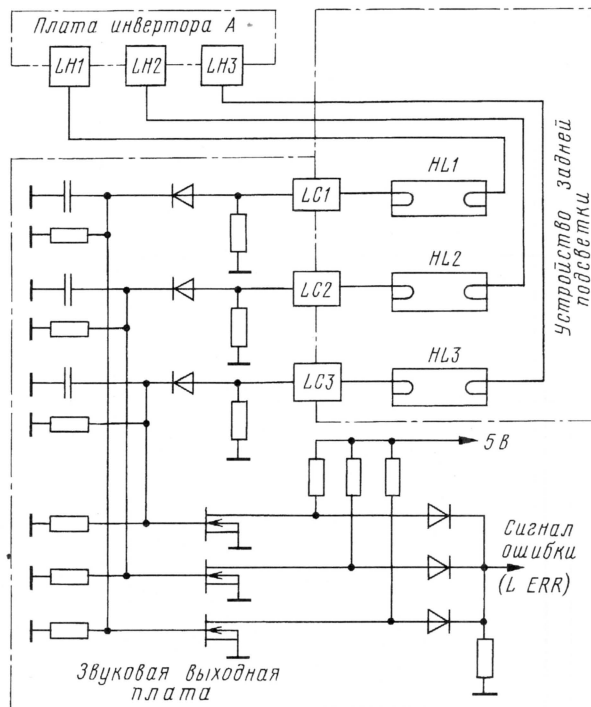 Плата инвертора А
LH1 LH2 LH3
LC1
HL1
LC2
HL2
LC3
HL3
Устройство задней
подсветки
5 В
Сигнал
ошибки
(L ERR)
Звуковая выходная
плата